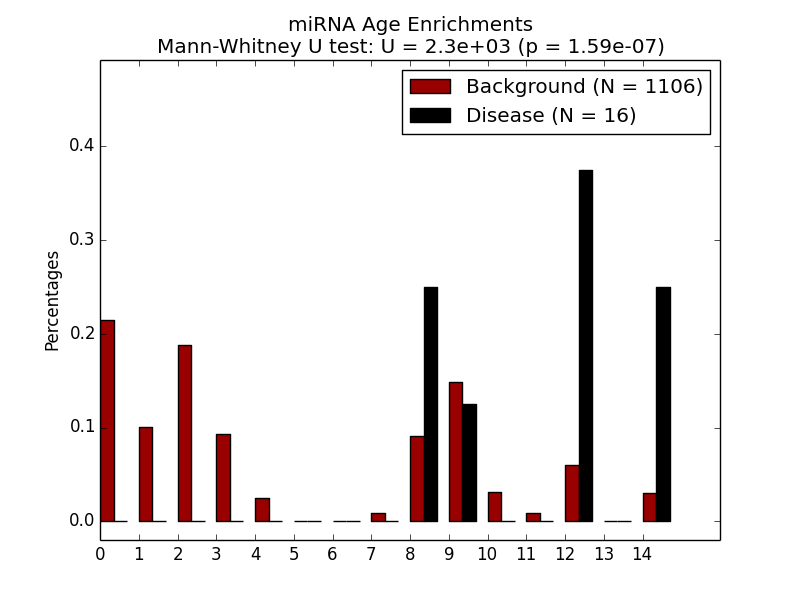 miRNA Age Enrichments
Mann-Whitney U test: U = 2.3e+03 (p = 1.59e-07)
Background (N = 1106)
Disease (N = 16)
Percentages
0.4
0.3
0.2
0.1
0.0
0 1 2 3 4 5 6 7 8 9 10 11 12 13 14